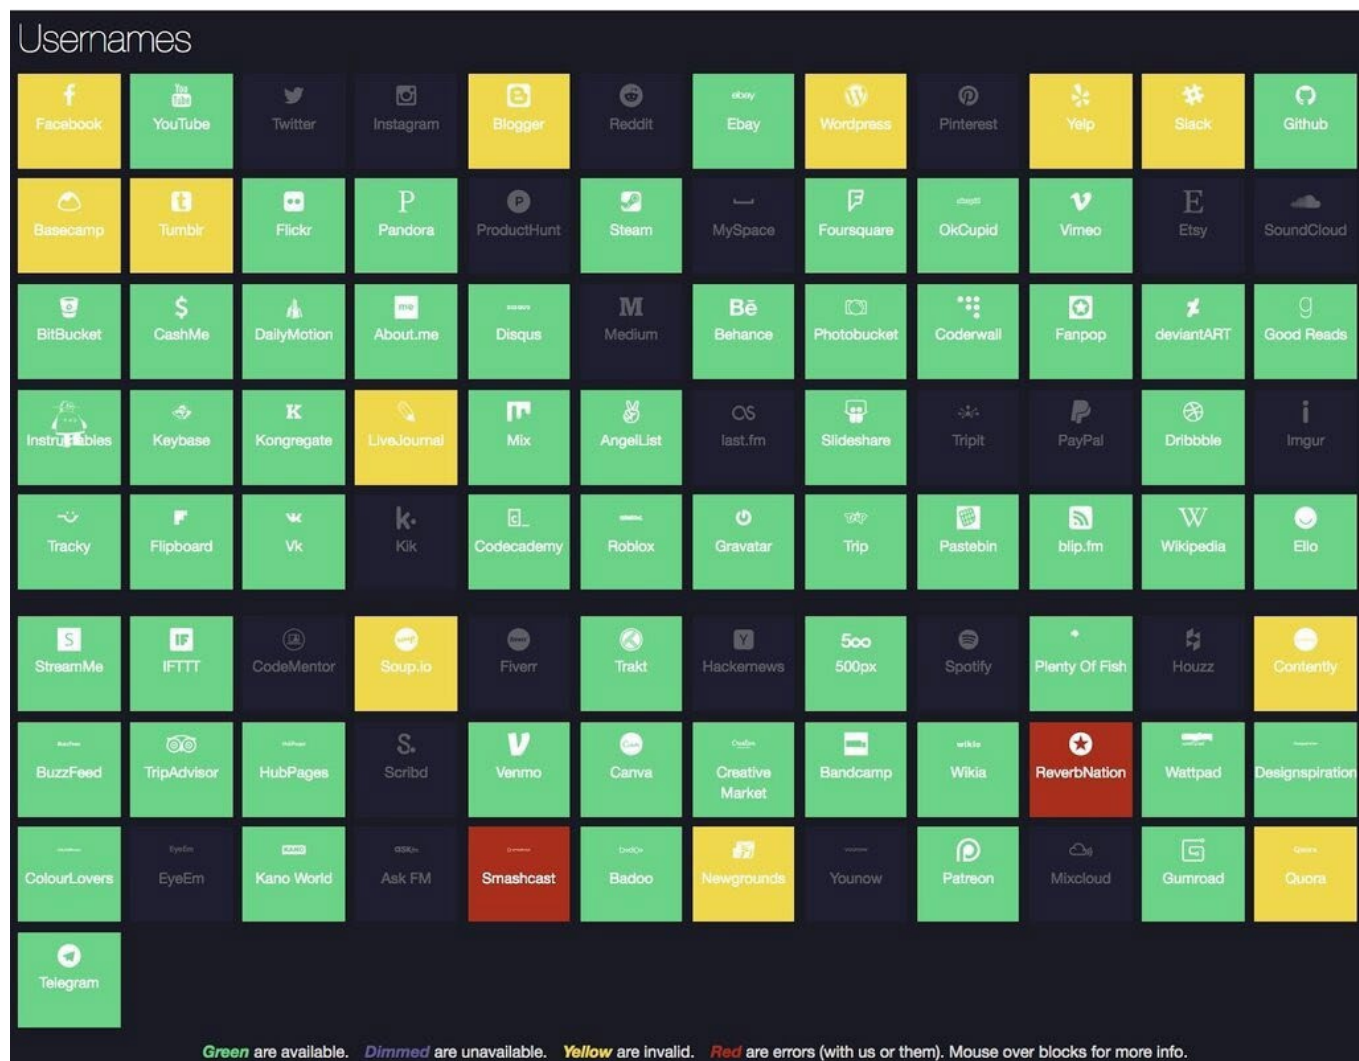 Usernames
Facebook YouTube Twitter Instagram Blogger Reddit Ebay Wordpress Pinterest Yelp Slack Github
Basecamp Tumblr Flickr Pandora ProductHunt Steam MySpace Foursquare OkCupid Vimeo Etsy SoundCloud
BitBucket CashMe DailyMotion About.me Disqus Medium Behance Photobucket Coderwall Fanpop deviantART Good Reads
Instructables Keybase Kongregate LiveJournal Mix AngelList last.fm Slideshare TripIt PayPal Dribbble Imgur
Tracky Flipboard Vk Kik Codecademy Roblox Gravatar Trip Pastebin blip.fm Wikipedia Ello
StreamMe IFTTT CodeMentor Soup.io Fiverr Trakt Hackernews 500px Spotify Plenty Of Fish Houzz Contently
BuzzFeed TripAdvisor HubPages Scribd Venmo Canva Creative Market Bandcamp Wikia ReverbNation Wattpad Designspiration
ColourLovers EyeEm Kano World Ask FM Smashcast Badoo Newgrounds Younow Patreon Mixcloud Gumroad Quora
Telegram
Green are available. Dimmed are unavailable. Yellow are invalid. Red are errors (with us or them). Mouse over blocks for more info.